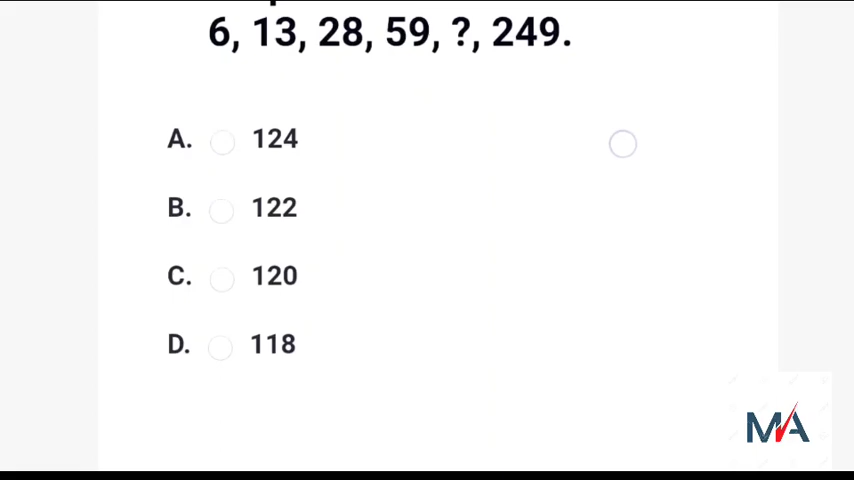 6, 13, 28, 59, ?, 249.
A. 124
B. 122
C. 120
D. 118
MA